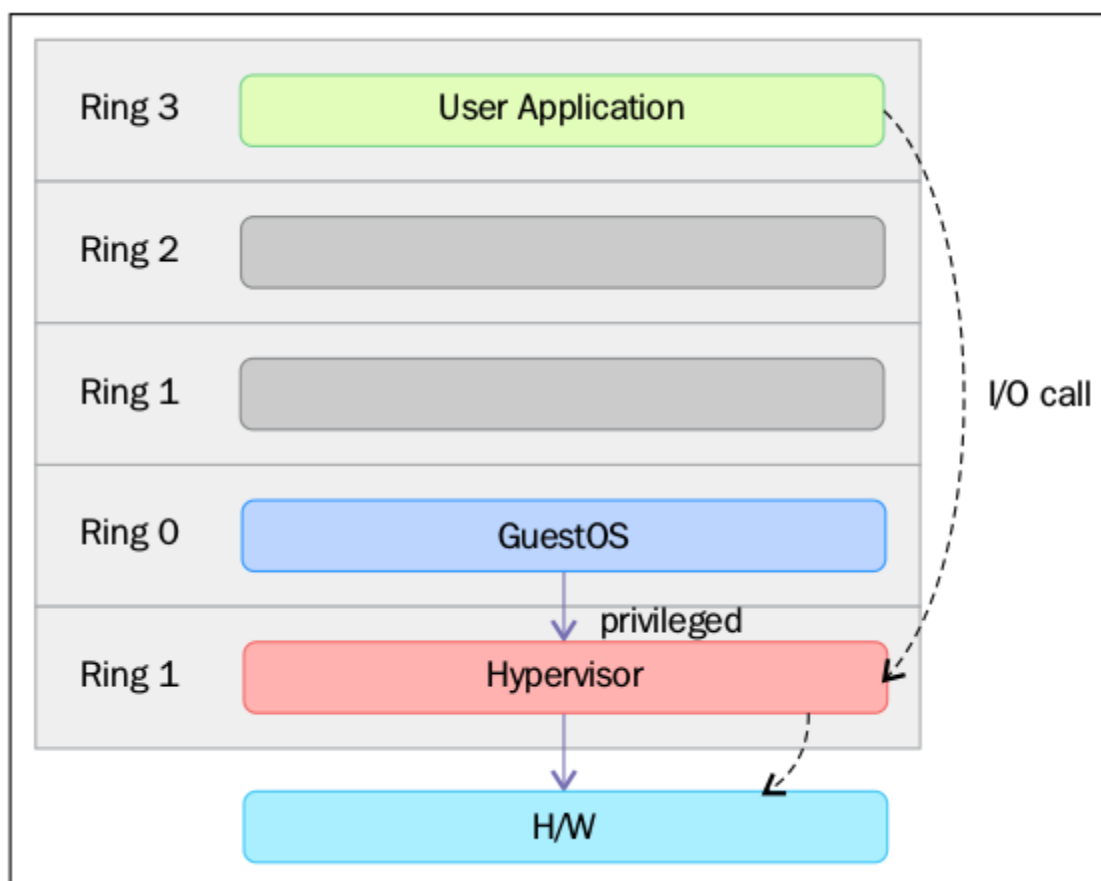 Ring 3
User Application
Ring 2
Ring 1
I/O call
Ring 0
GuestOS
privileged
Ring 1
Hypervisor
H/W